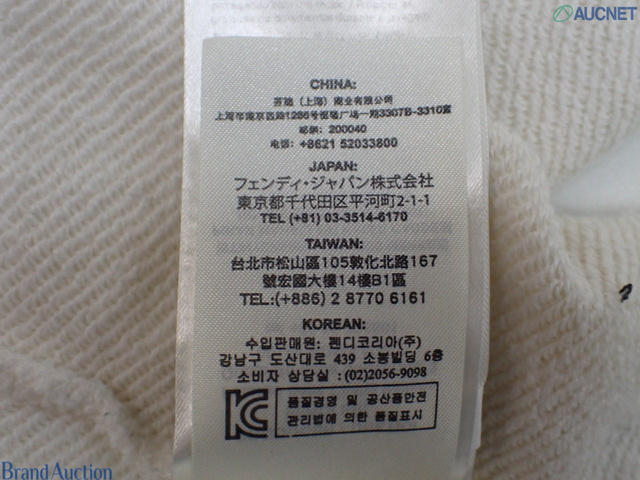 AUCNET
CHINA:
芬迪（上海）商业有限公司
上海市南京西路1266号恒隆广场一期3307B-3310室
邮编：200040
电话：+8621 52033800
JAPAN:
フェンディ・ジャパン株式会社
東京都千代田区平河町2-1-1
TEL (+81) 03-3514-6170
TAIWAN:
台北市松山區105敦化北路167
號宏國大樓14樓B1區
TEL:(+886) 2 8770 6161
KOREAN:
수입판매원: 펜디코리아(주)
강남구 도산대로 439 소봉빌딩 6층
소비자 상담실 :(02)2056-9098
품질경영 및 공산품안전
관리법에 의한 품질표시
Brand Auction